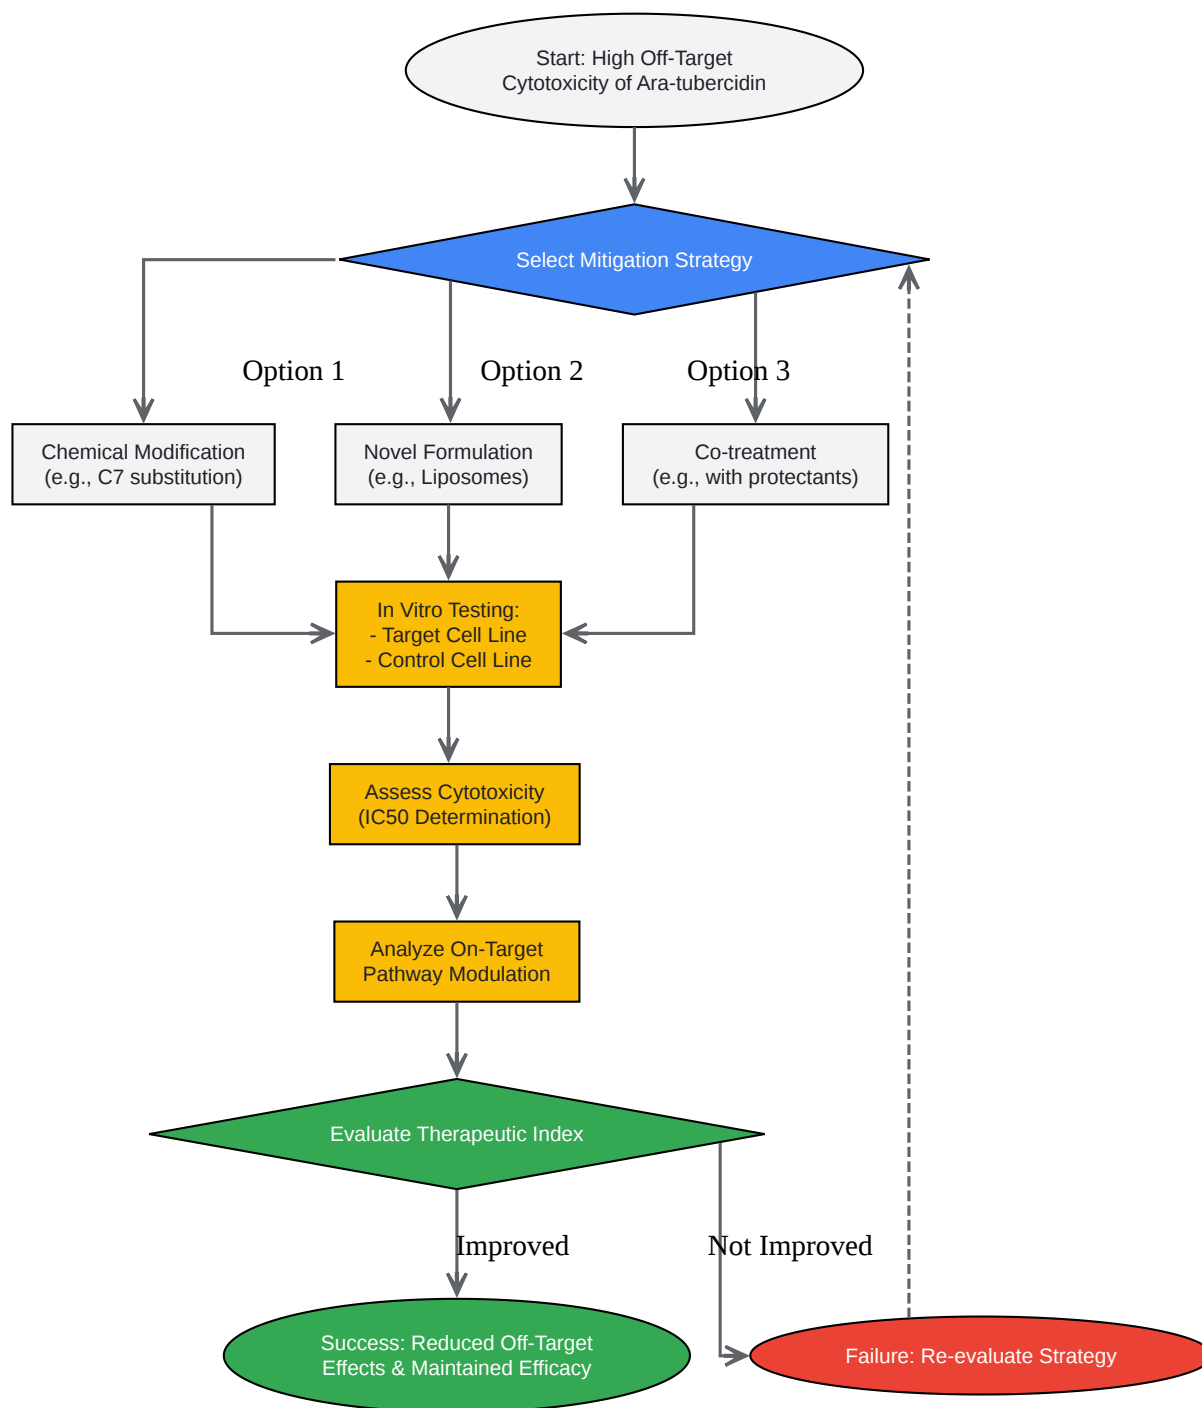 Start: High Off-Target
Cytotoxicity of Ara-tubercidin
Select Mitigation Strategy
Option 1
Option 2
Option 3
Chemical Modification
(e.g., C7 substitution)
Novel Formulation
(e.g., Liposomes)
Co-treatment
(e.g., with protectants)
In Vitro Testing:
- Target Cell Line
- Control Cell Line
Assess Cytotoxicity
(IC50 Determination)
Analyze On-Target
Pathway Modulation
Evaluate Therapeutic Index
Improved
Not Improved
Success: Reduced Off-Target
Effects & Maintained Efficacy
Failure: Re-evaluate Strategy